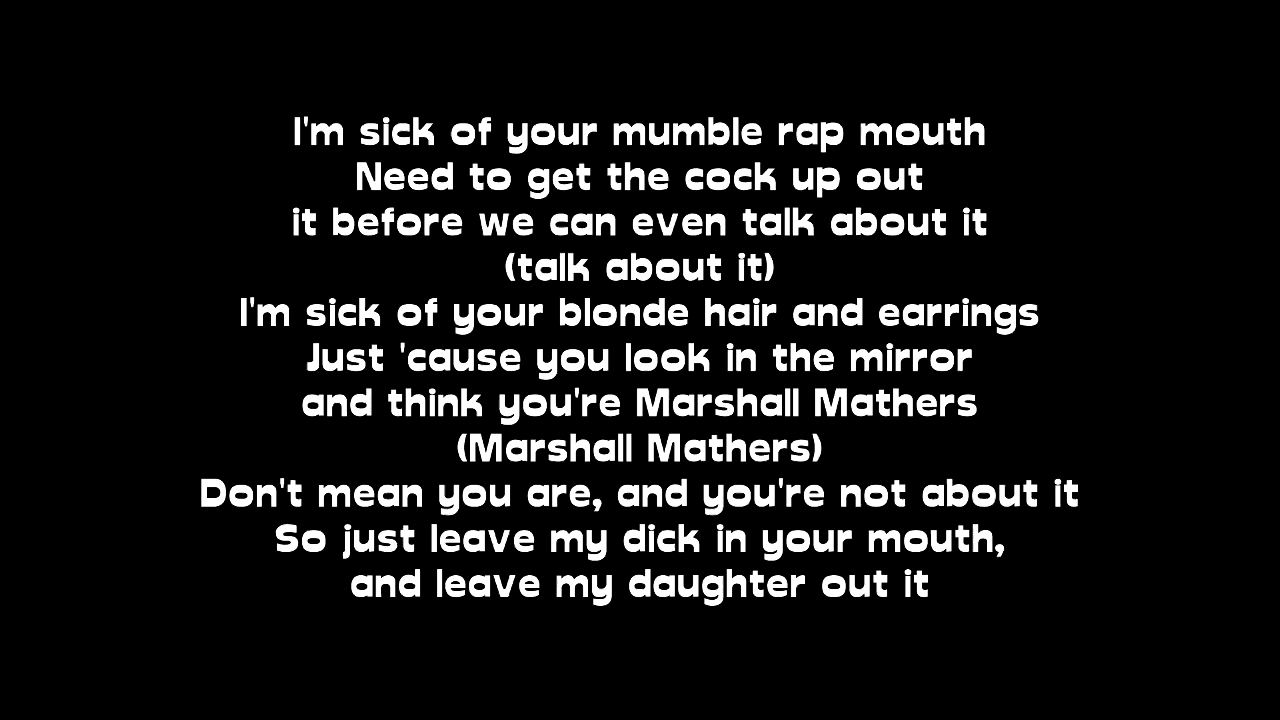 I'm sick of your mumble rap mouth
Need to get the cock up out
it before we can even talk about it
(talk about it)
I'm sick of your blonde hair and earrings
Just 'cause you look in the mirror
and think you're Marshall Mathers
(Marshall Mathers)
Don't mean you are, and you're not about it
So just leave my dick in your mouth,
and leave my daughter out it